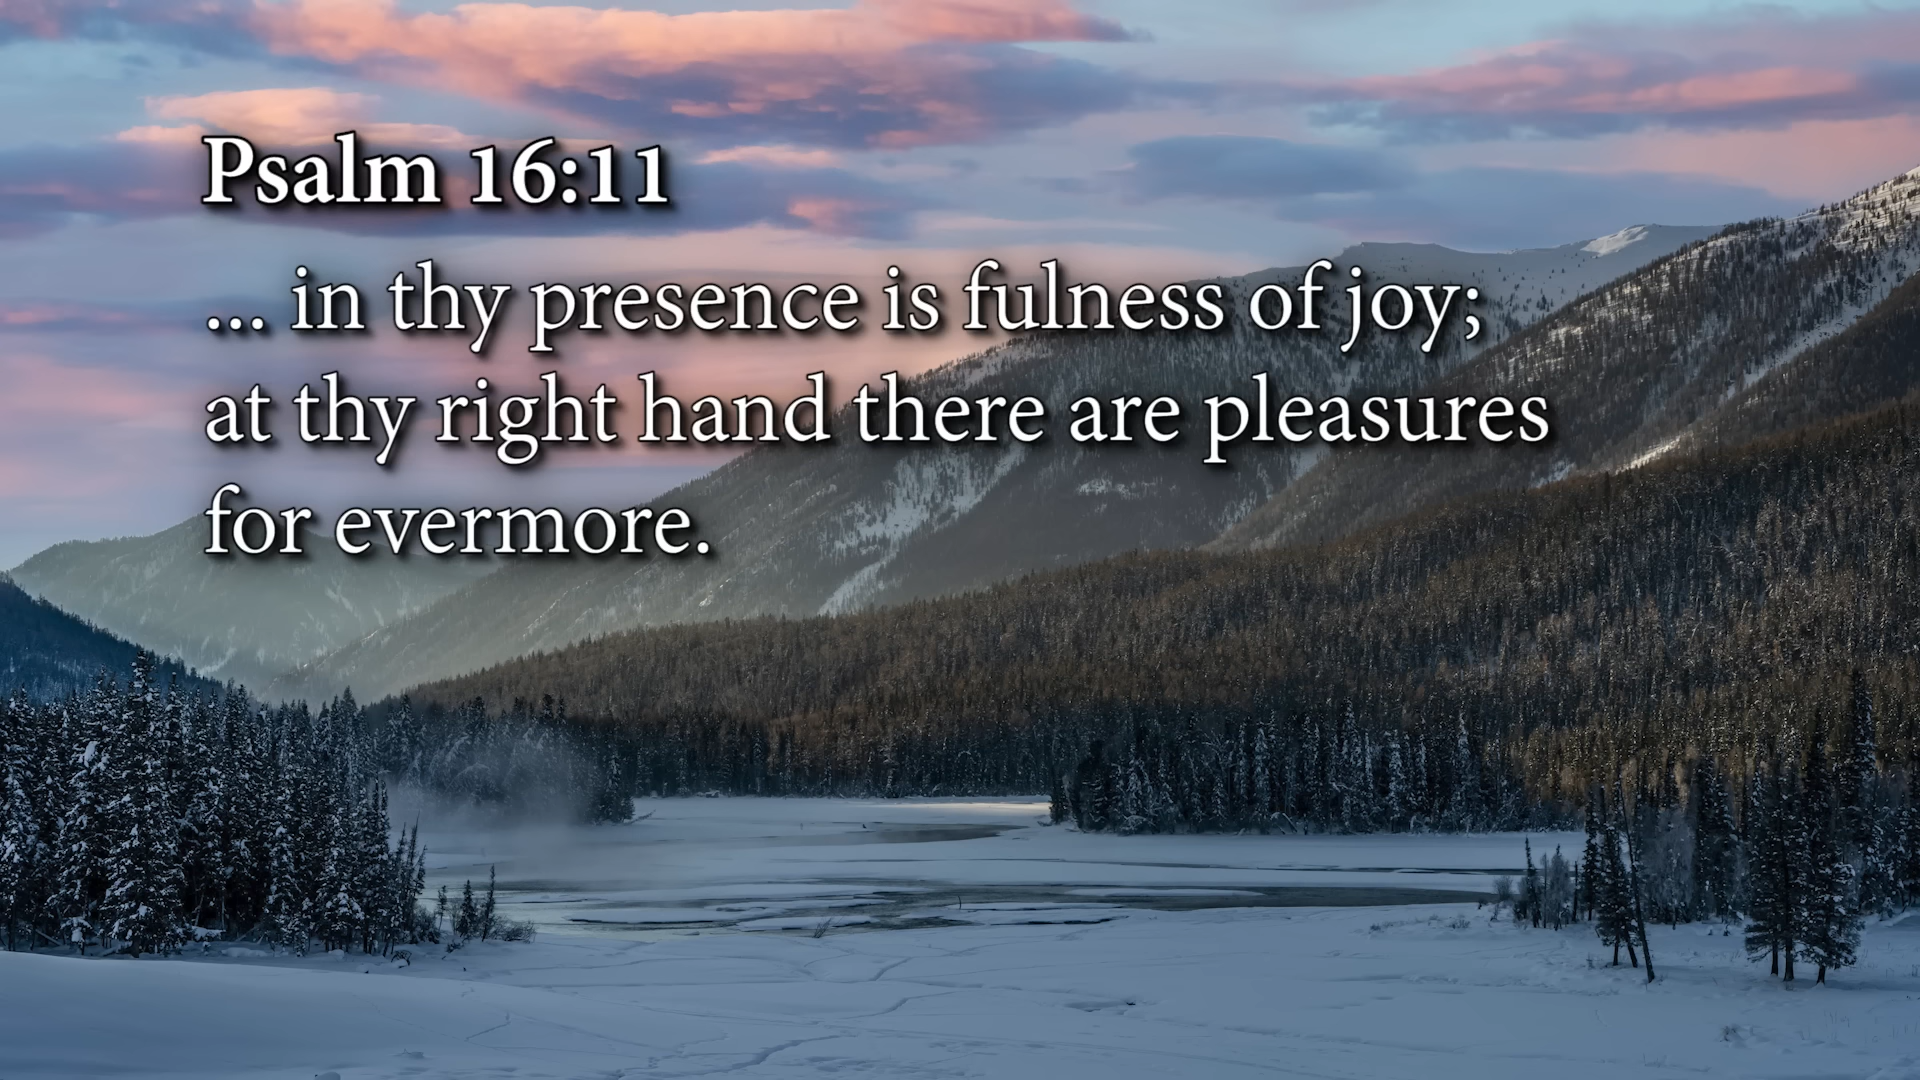 Psalm 16:11
... in thy presence is fulness of joy;
at thy right hand there are pleasures
for evermore.